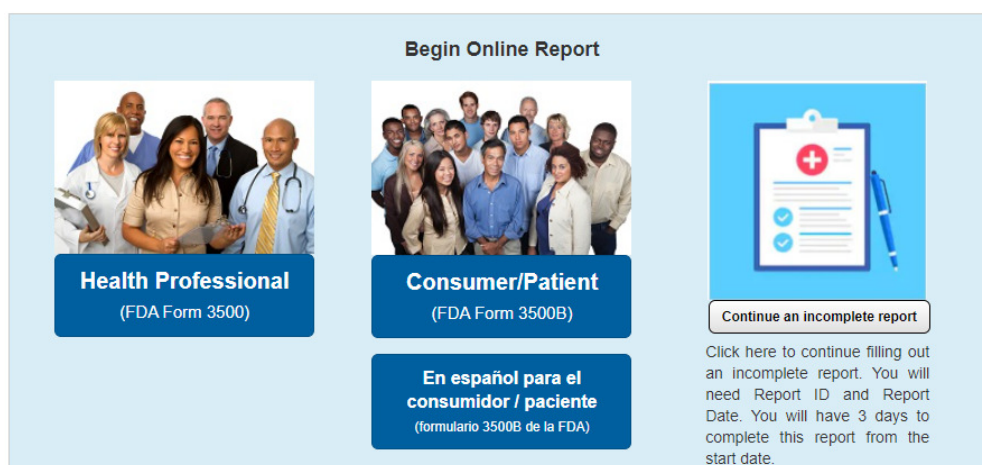 Begin Online Report
Health Professional
(FDA Form 3500)
Consumer/Patient
(FDA Form 3500B)
En español para el
consumidor / paciente
(formulario 3500B de la FDA)
Continue an incomplete report
Click here to continue filling out
an incomplete report. You will
need Report ID and Report
Date. You will have 3 days to
complete this report from the
start date.